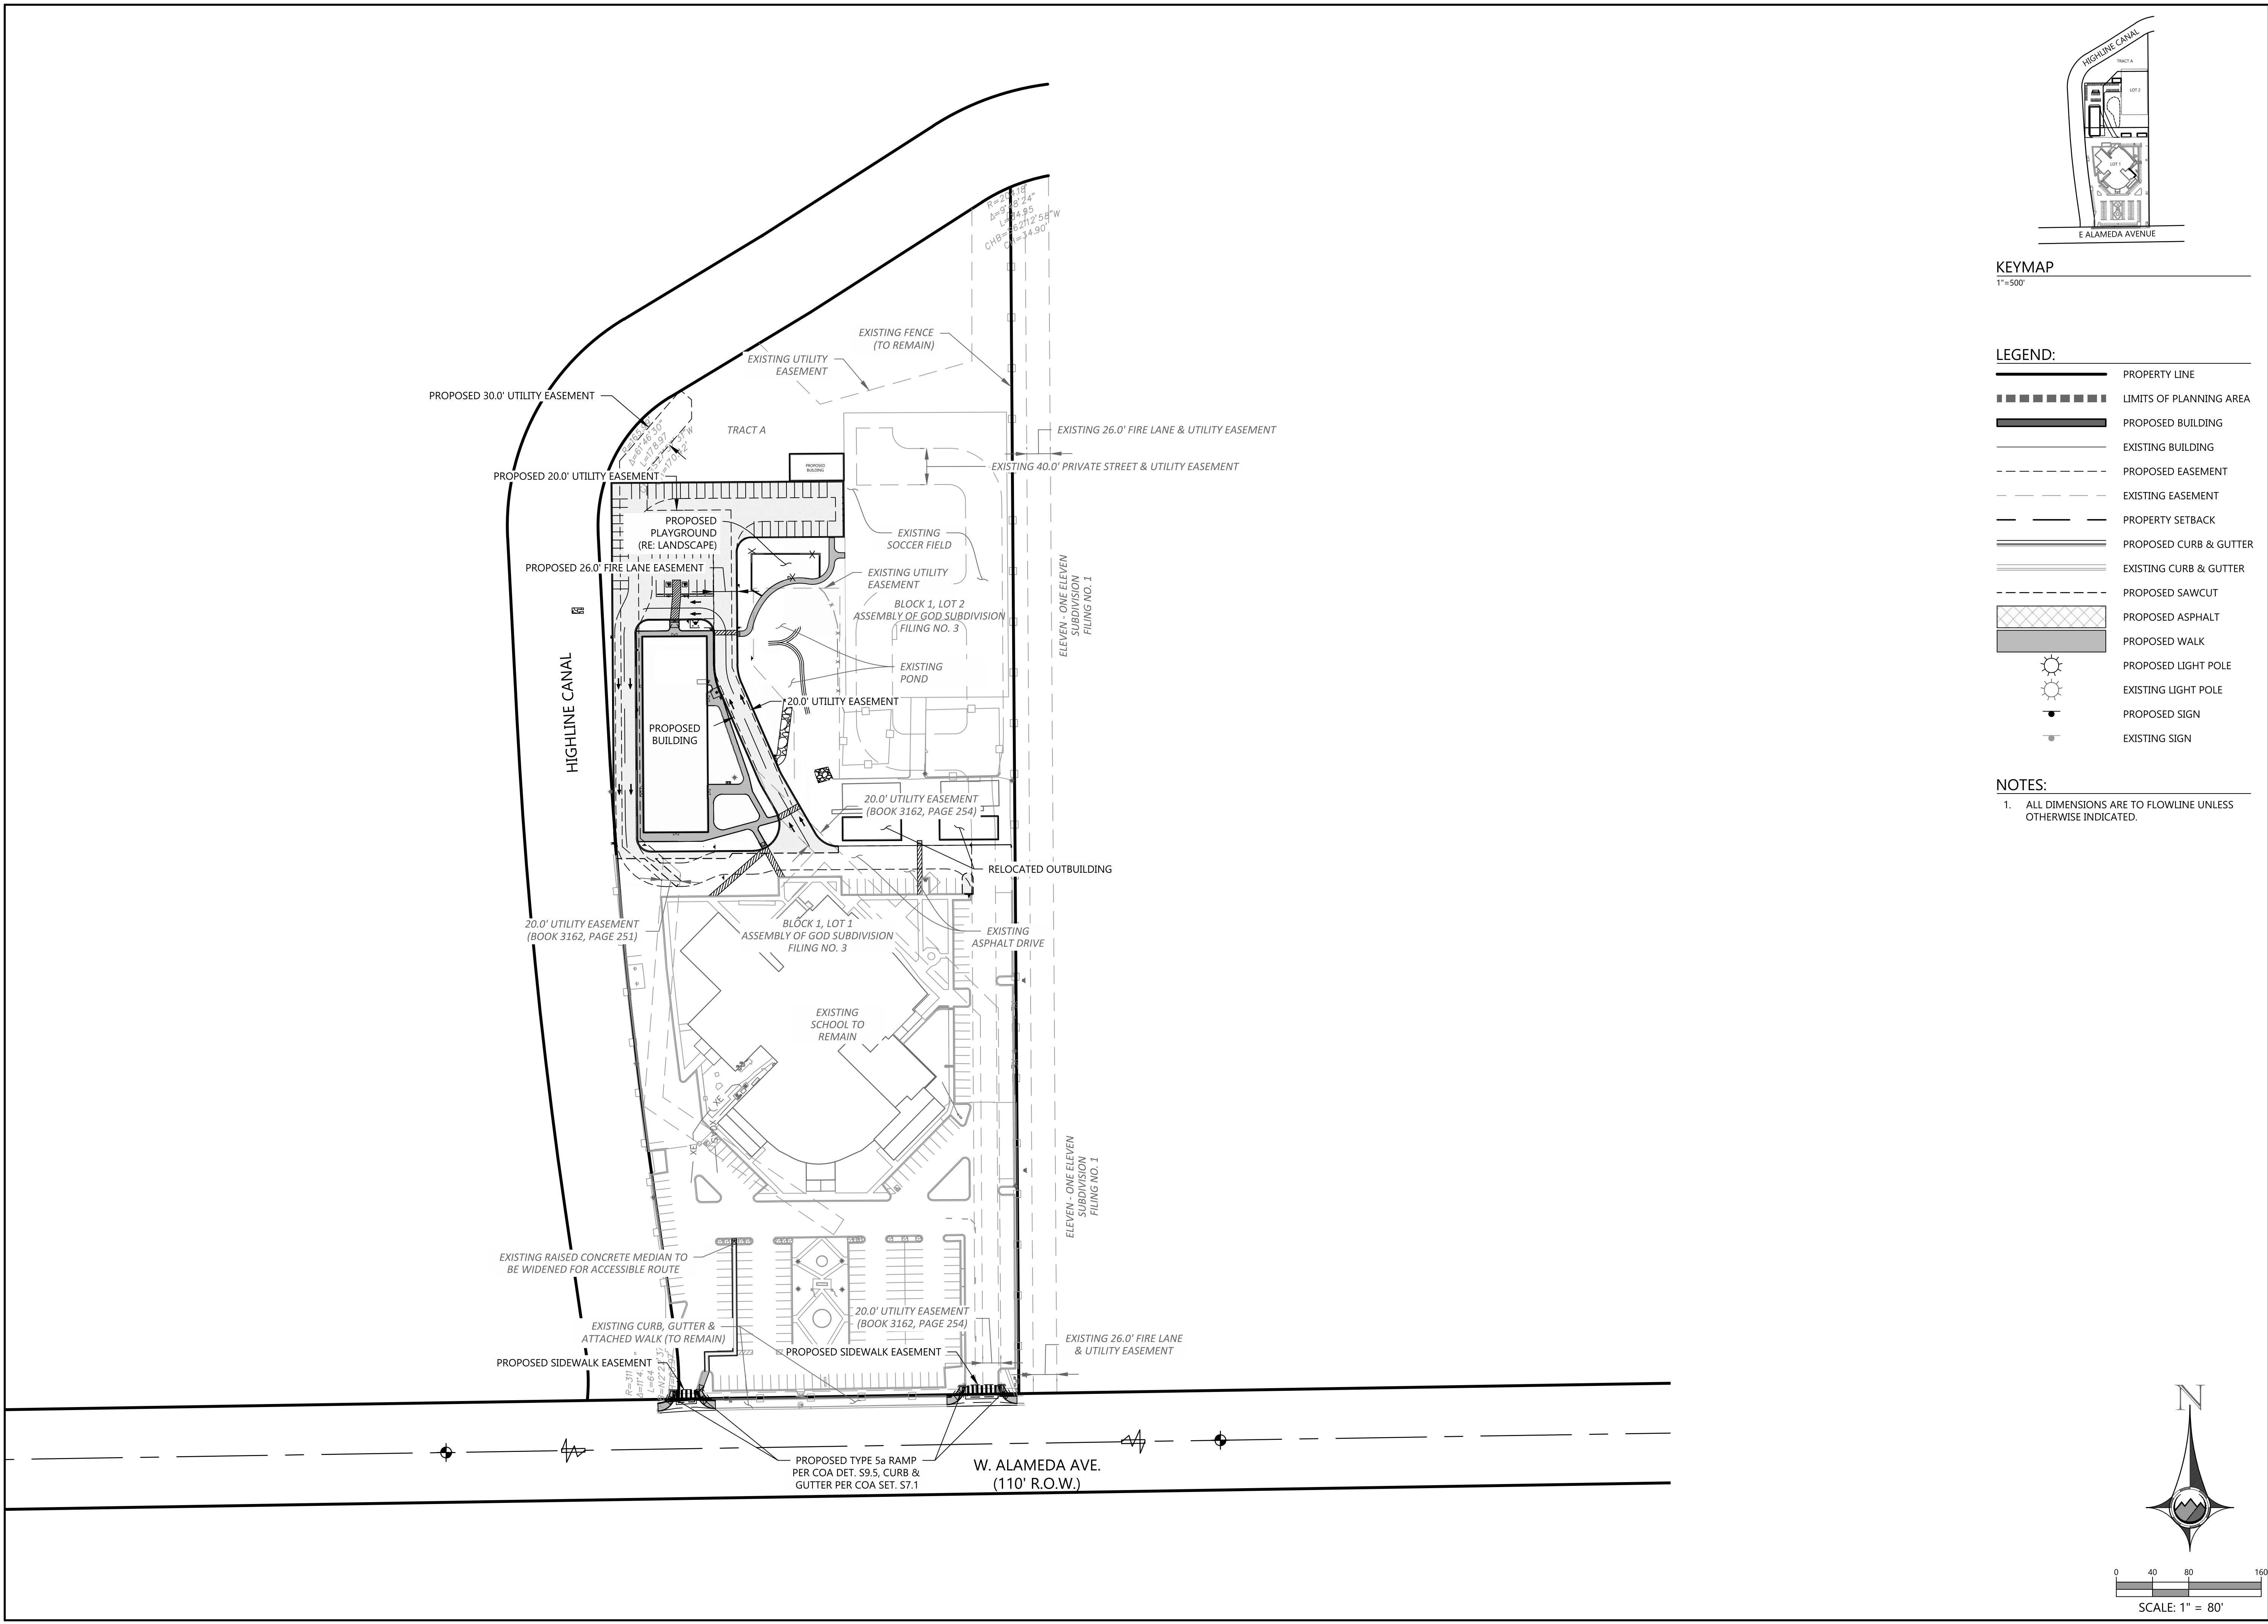 HIGHLINE CANAL
TRACT A
LOT 2
LOT 1
E ALAMEDA AVENUE
KEYMAP
1"=500'
LEGEND:
PROPERTY LINE
LIMITS OF PLANNING AREA
PROPOSED BUILDING
EXISTING BUILDING
PROPOSED EASEMENT
EXISTING EASEMENT
PROPERTY SETBACK
PROPOSED CURB & GUTTER
EXISTING CURB & GUTTER
PROPOSED SAWCUT
PROPOSED ASPHALT
PROPOSED WALK
PROPOSED LIGHT POLE
EXISTING LIGHT POLE
PROPOSED SIGN
EXISTING SIGN
NOTES:
1. ALL DIMENSIONS ARE TO FLOWLINE UNLESS
OTHERWISE INDICATED.
CH=34.90'
EXISTING FENCE
(TO REMAIN)
EXISTING UTILITY
EASEMENT
PROPOSED 30.0' UTILITY EASEMENT
Δ=61°46'30"
L=178.97
TRACT A
EXISTING 26.0' FIRE LANE & UTILITY EASEMENT
EXISTING 40.0' PRIVATE STREET & UTILITY EASEMENT
PROPOSED
BUILDING
PROPOSED 20.0' UTILITY EASEMENT
PROPOSED
PLAYGROUND
(RE: LANDSCAPE)
EXISTING
SOCCER FIELD
PROPOSED 26.0' FIRE LANE EASEMENT
EXISTING UTILITY
EASEMENT
BLOCK 1, LOT 2
ASSEMBLY OF GOD SUBDIVISION
FILING NO. 3
ELEVEN - ONE ELEVEN
SUBDIVISION
FILING NO. 1
HIGHLINE CANAL
EXISTING
POND
20.0' UTILITY EASEMENT
PROPOSED
BUILDING
20.0' UTILITY EASEMENT
(BOOK 3162, PAGE 254)
RELOCATED OUTBUILDING
20.0' UTILITY EASEMENT
(BOOK 3162, PAGE 251)
BLOCK 1, LOT 1
ASSEMBLY OF GOD SUBDIVISION
FILING NO. 3
EXISTING
ASPHALT DRIVE
EXISTING
SCHOOL TO
REMAIN
XE
XE
ELEVEN - ONE ELEVEN
SUBDIVISION
FILING NO. 1
EXISTING RAISED CONCRETE MEDIAN TO
BE WIDENED FOR ACCESSIBLE ROUTE
20.0' UTILITY EASEMENT
(BOOK 3162, PAGE 254)
EXISTING CURB, GUTTER &
ATTACHED WALK (TO REMAIN)
EXISTING 26.0' FIRE LANE
& UTILITY EASEMENT
PROPOSED SIDEWALK EASEMENT
PROPOSED SIDEWALK EASEMENT
PROPOSED TYPE 5a RAMP
PER COA DET. S9.5, CURB &
GUTTER PER COA SET. S7.1
W. ALAMEDA AVE.
(110' R.O.W.)
N
0 40 80 160
SCALE: 1" = 80'